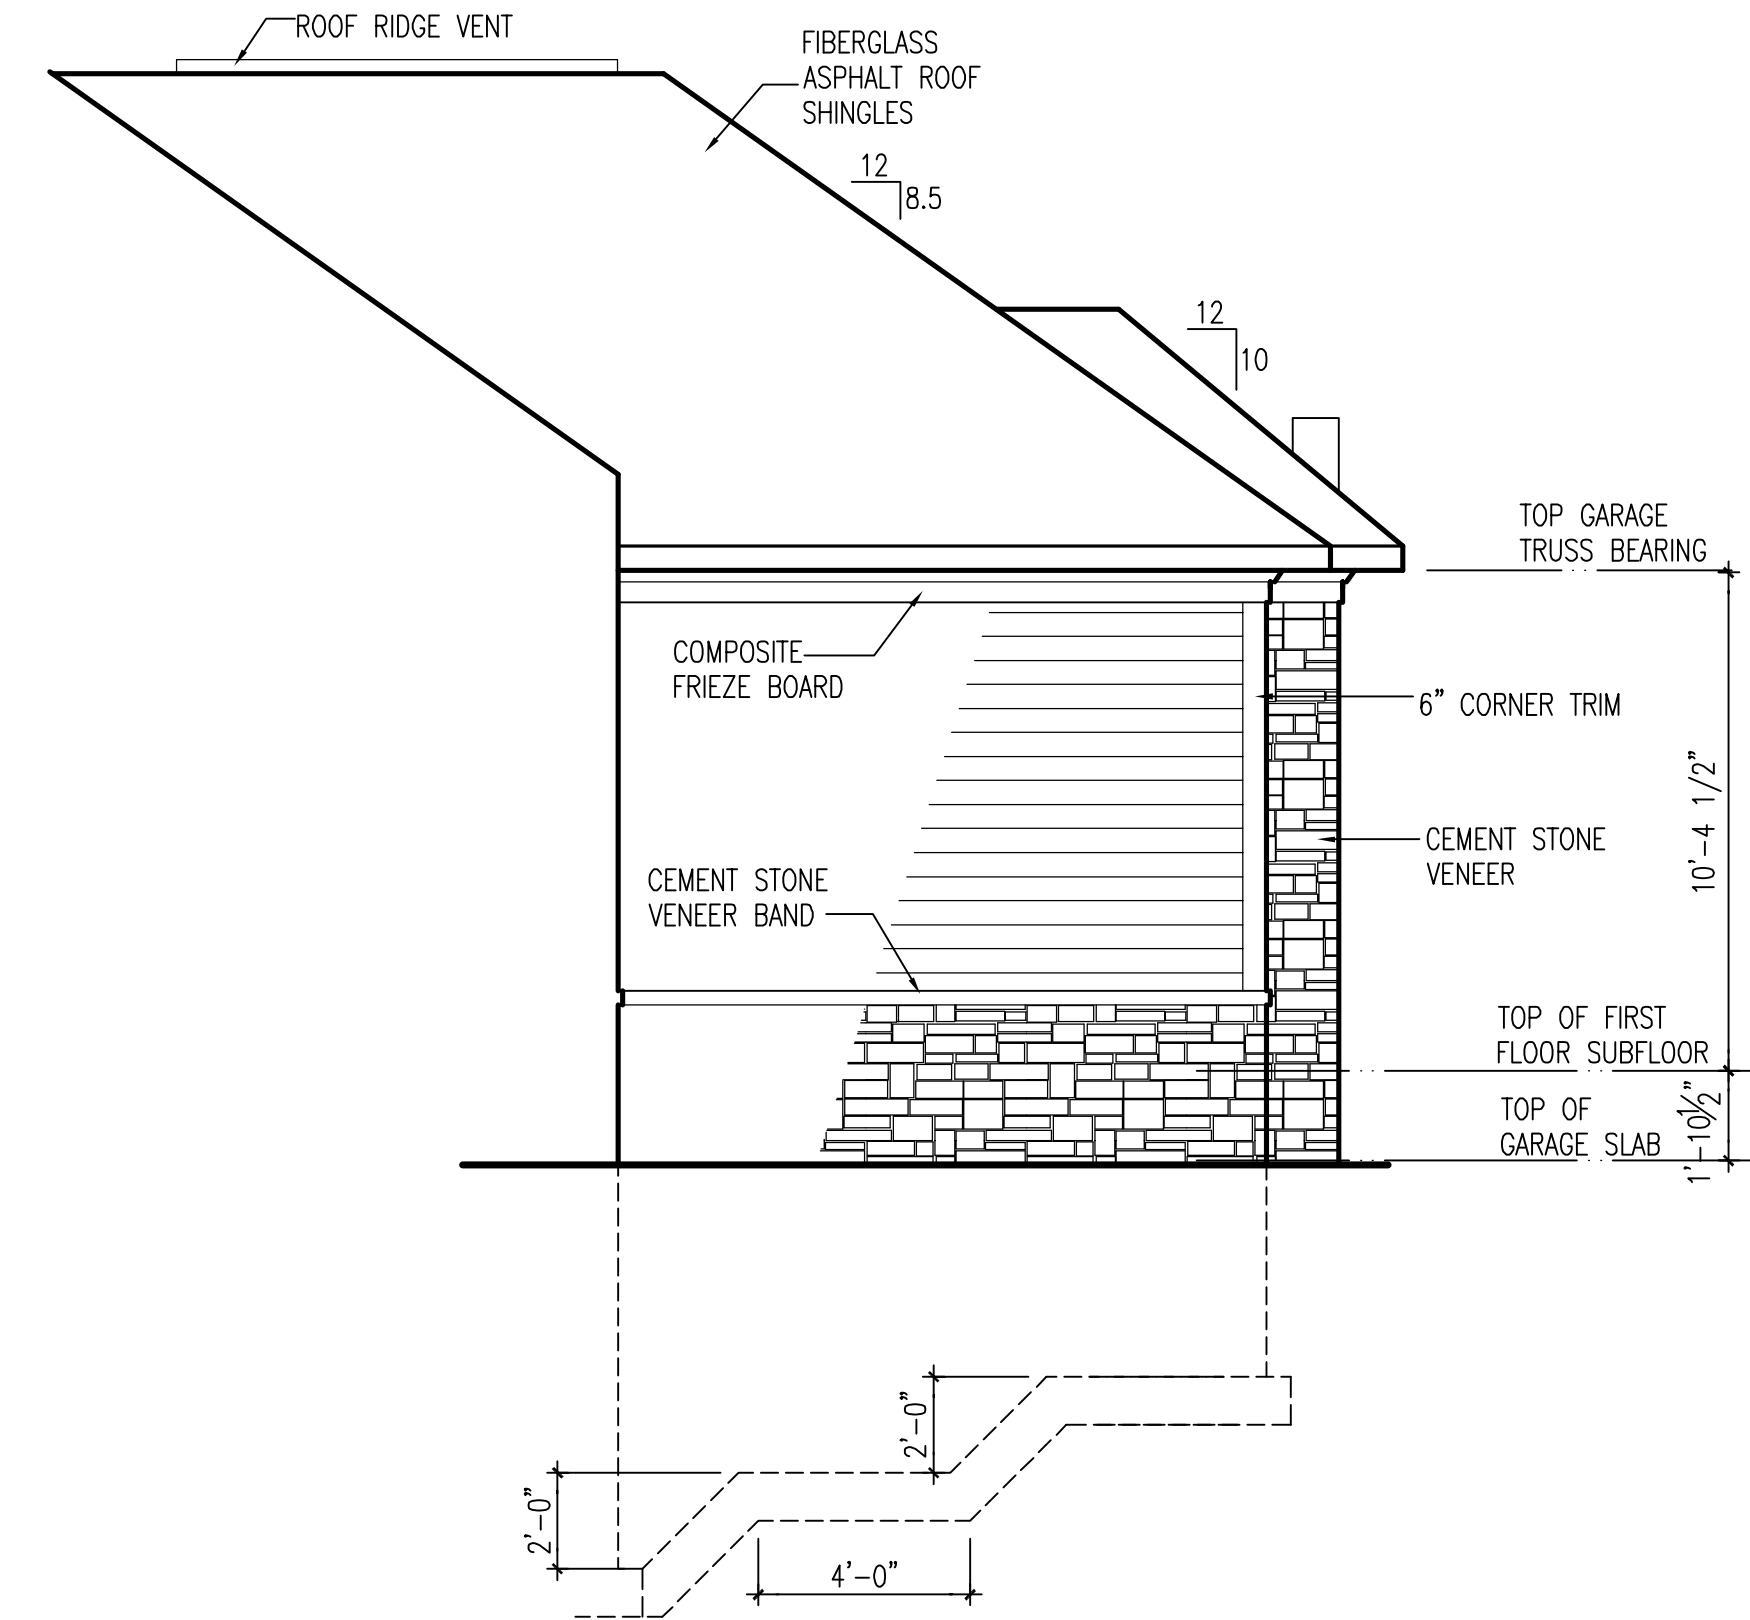 ROOF RIDGE VENT
FIBERGLASS
ASPHALT ROOF
SHINGLES
12
8.5
12
10
TOP GARAGE
TRUSS BEARING
COMPOSITE
FRIEZE BOARD
6" CORNER TRIM
10'-4 1/2"
CEMENT STONE
VENEER
CEMENT STONE
VENEER BAND
TOP OF FIRST
FLOOR SUBFLOOR
1'-10½"
TOP OF
GARAGE SLAB
2'-0"
2'-0"
4'-0"